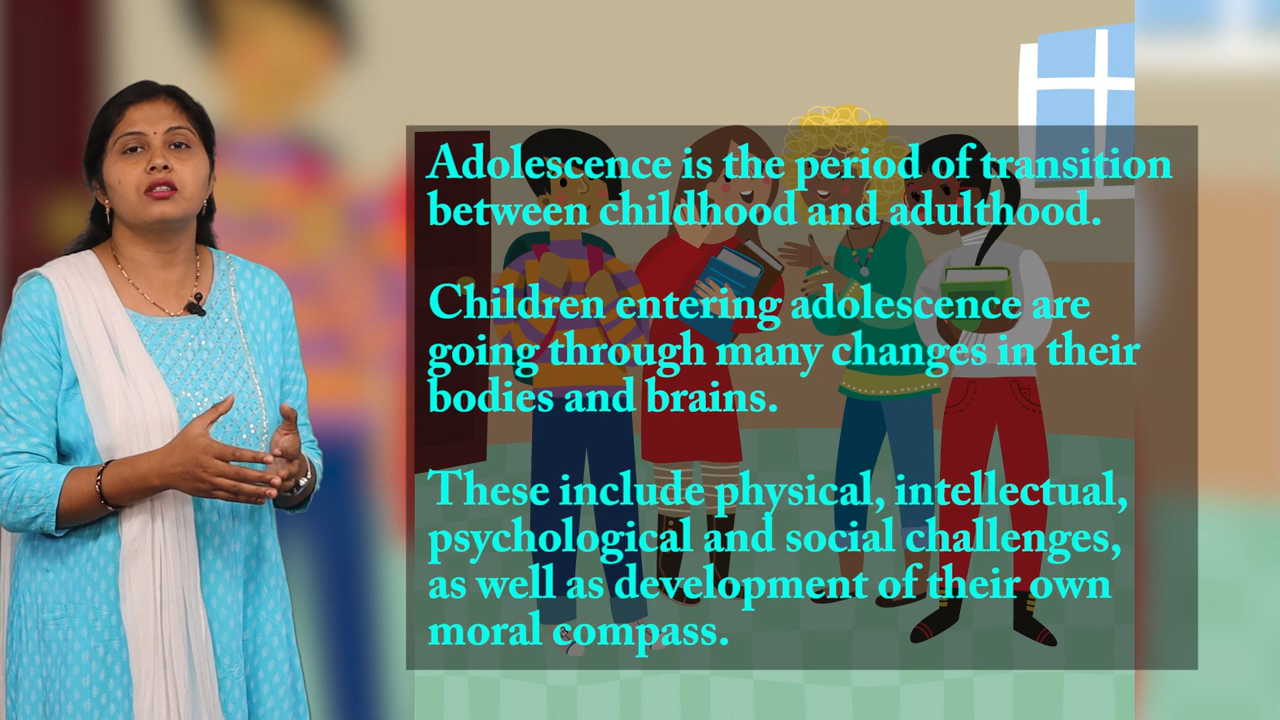 Adolescence is the period of transition
between childhood and adulthood.
Children entering adolescence are
going through many changes in their
bodies and brains.
These include physical, intellectual,
psychological and social challenges,
as well as development of their own
moral compass.